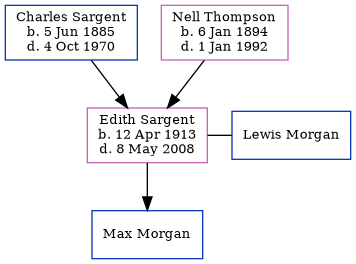 Charles Sargent
b. 5 Jun 1885
d. 4 Oct 1970
Nell Thompson
b. 6 Jan 1894
d. 1 Jan 1992
Edith Sargent
b. 12 Apr 1913
d. 8 May 2008
Lewis Morgan
Max Morgan